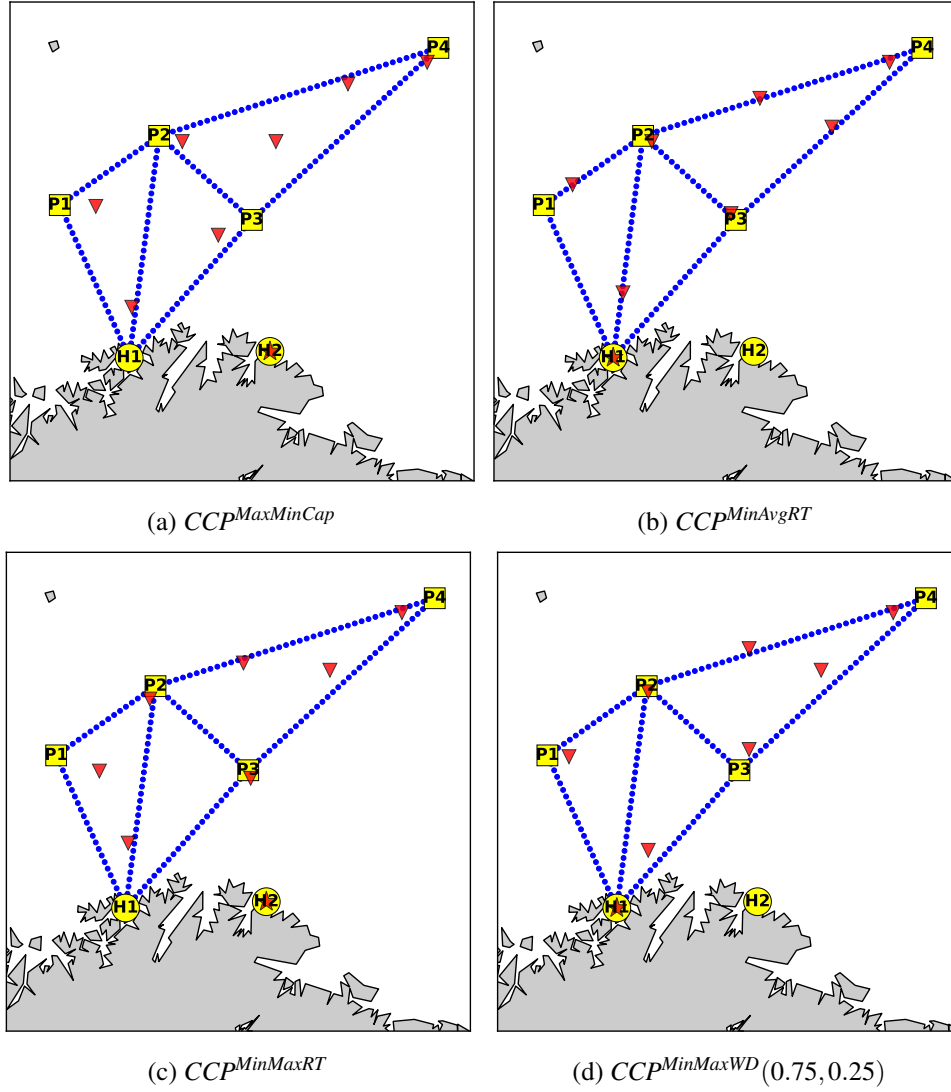 P4
P2
P1
P3
H1
H2
(a) CCP^MaxMinCap
P4
P2
P1
P3
H1
H2
(b) CCP^MinAvgRT
P4
P2
P1
P3
H1
H2
(c) CCP^MinMaxRT
P4
P2
P1
P3
H1
H2
(d) CCP^MinMaxWD(0.75,0.25)